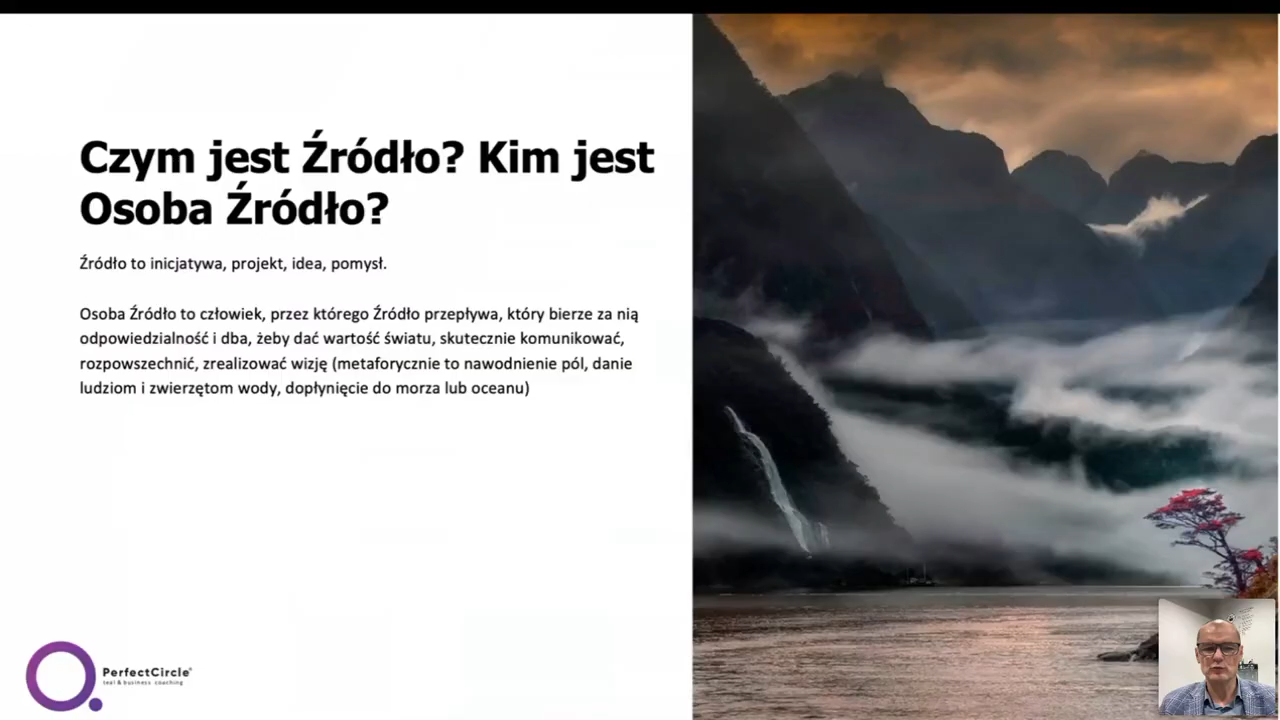 Czym jest Źródło? Kim jest
Osoba Źródło?
Źródło to inicjatywa, projekt, idea, pomysł.
Osoba Źródło to człowiek, przez którego Źródło przepływa, który bierze za nią
odpowiedzialność i dba, żeby dać wartość światu, skutecznie komunikować,
rozpowszechnić, zrealizować wizję (metaforycznie to nawodnienie pól, danie
ludziom i zwierzętom wody, dopłynięcie do morza lub oceanu)
PerfectCircle®
teal & business coaching